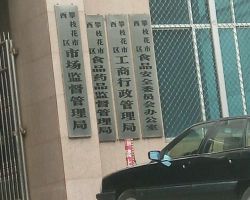 攀枝花市西区市场监督管理局
攀枝花市西区食品药品监督管理局
攀枝花市西区工商行政管理局
攀枝花市西区食品安全委员会办公室